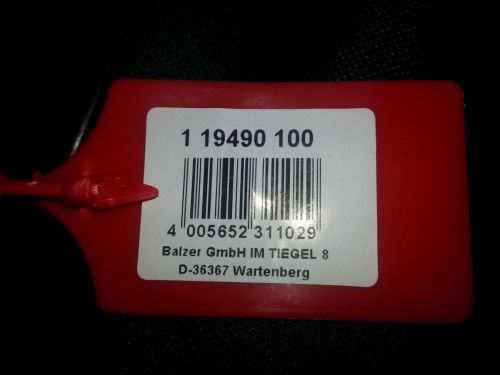 1 19490 100
4 005652 311029
Balzer GmbH IM TIEGEL 8
D-36367 Wartenberg